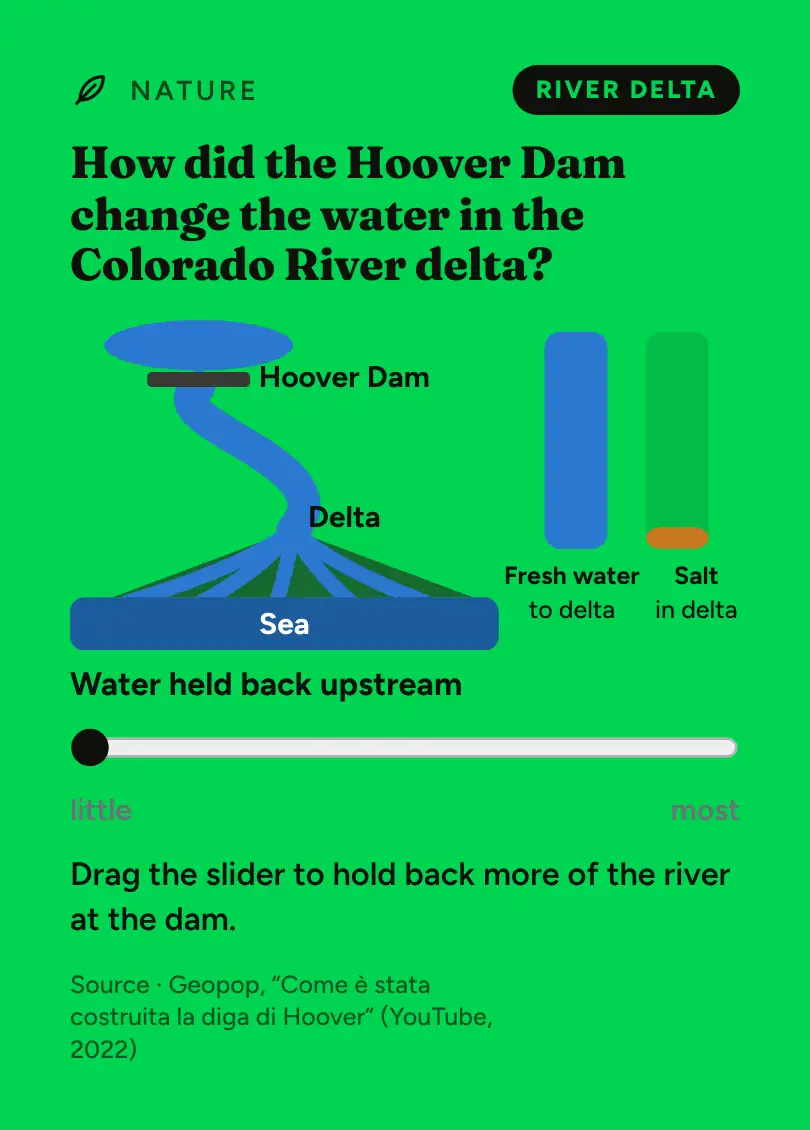 NATURE
RIVER DELTA
How did the Hoover Dam
change the water in the
Colorado River delta?
Hoover Dam
Delta
Sea
Fresh water
to delta
Salt
in delta
Water held back upstream
little
most
Drag the slider to hold back more of the river
at the dam.
Source · Geopop, “Come è stata
costruita la diga di Hoover” (YouTube,
2022)